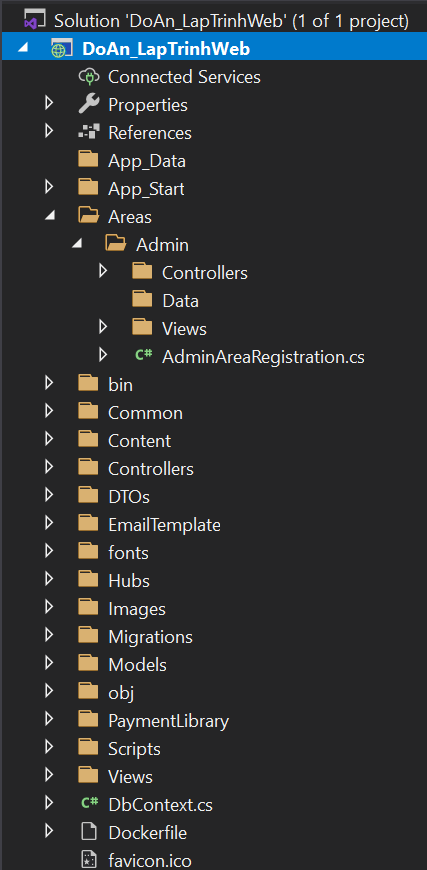 Solution 'DoAn_LapTrinhWeb' (1 of 1 project)
DoAn_LapTrinhWeb
Connected Services
Properties
References
App_Data
App_Start
Areas
Admin
Controllers
Data
Views
C# AdminAreaRegistration.cs
bin
Common
Content
Controllers
DTOs
EmailTemplate
fonts
Hubs
Images
Migrations
Models
obj
PaymentLibrary
Scripts
Views
C# DbContext.cs
Dockerfile
favicon.ico